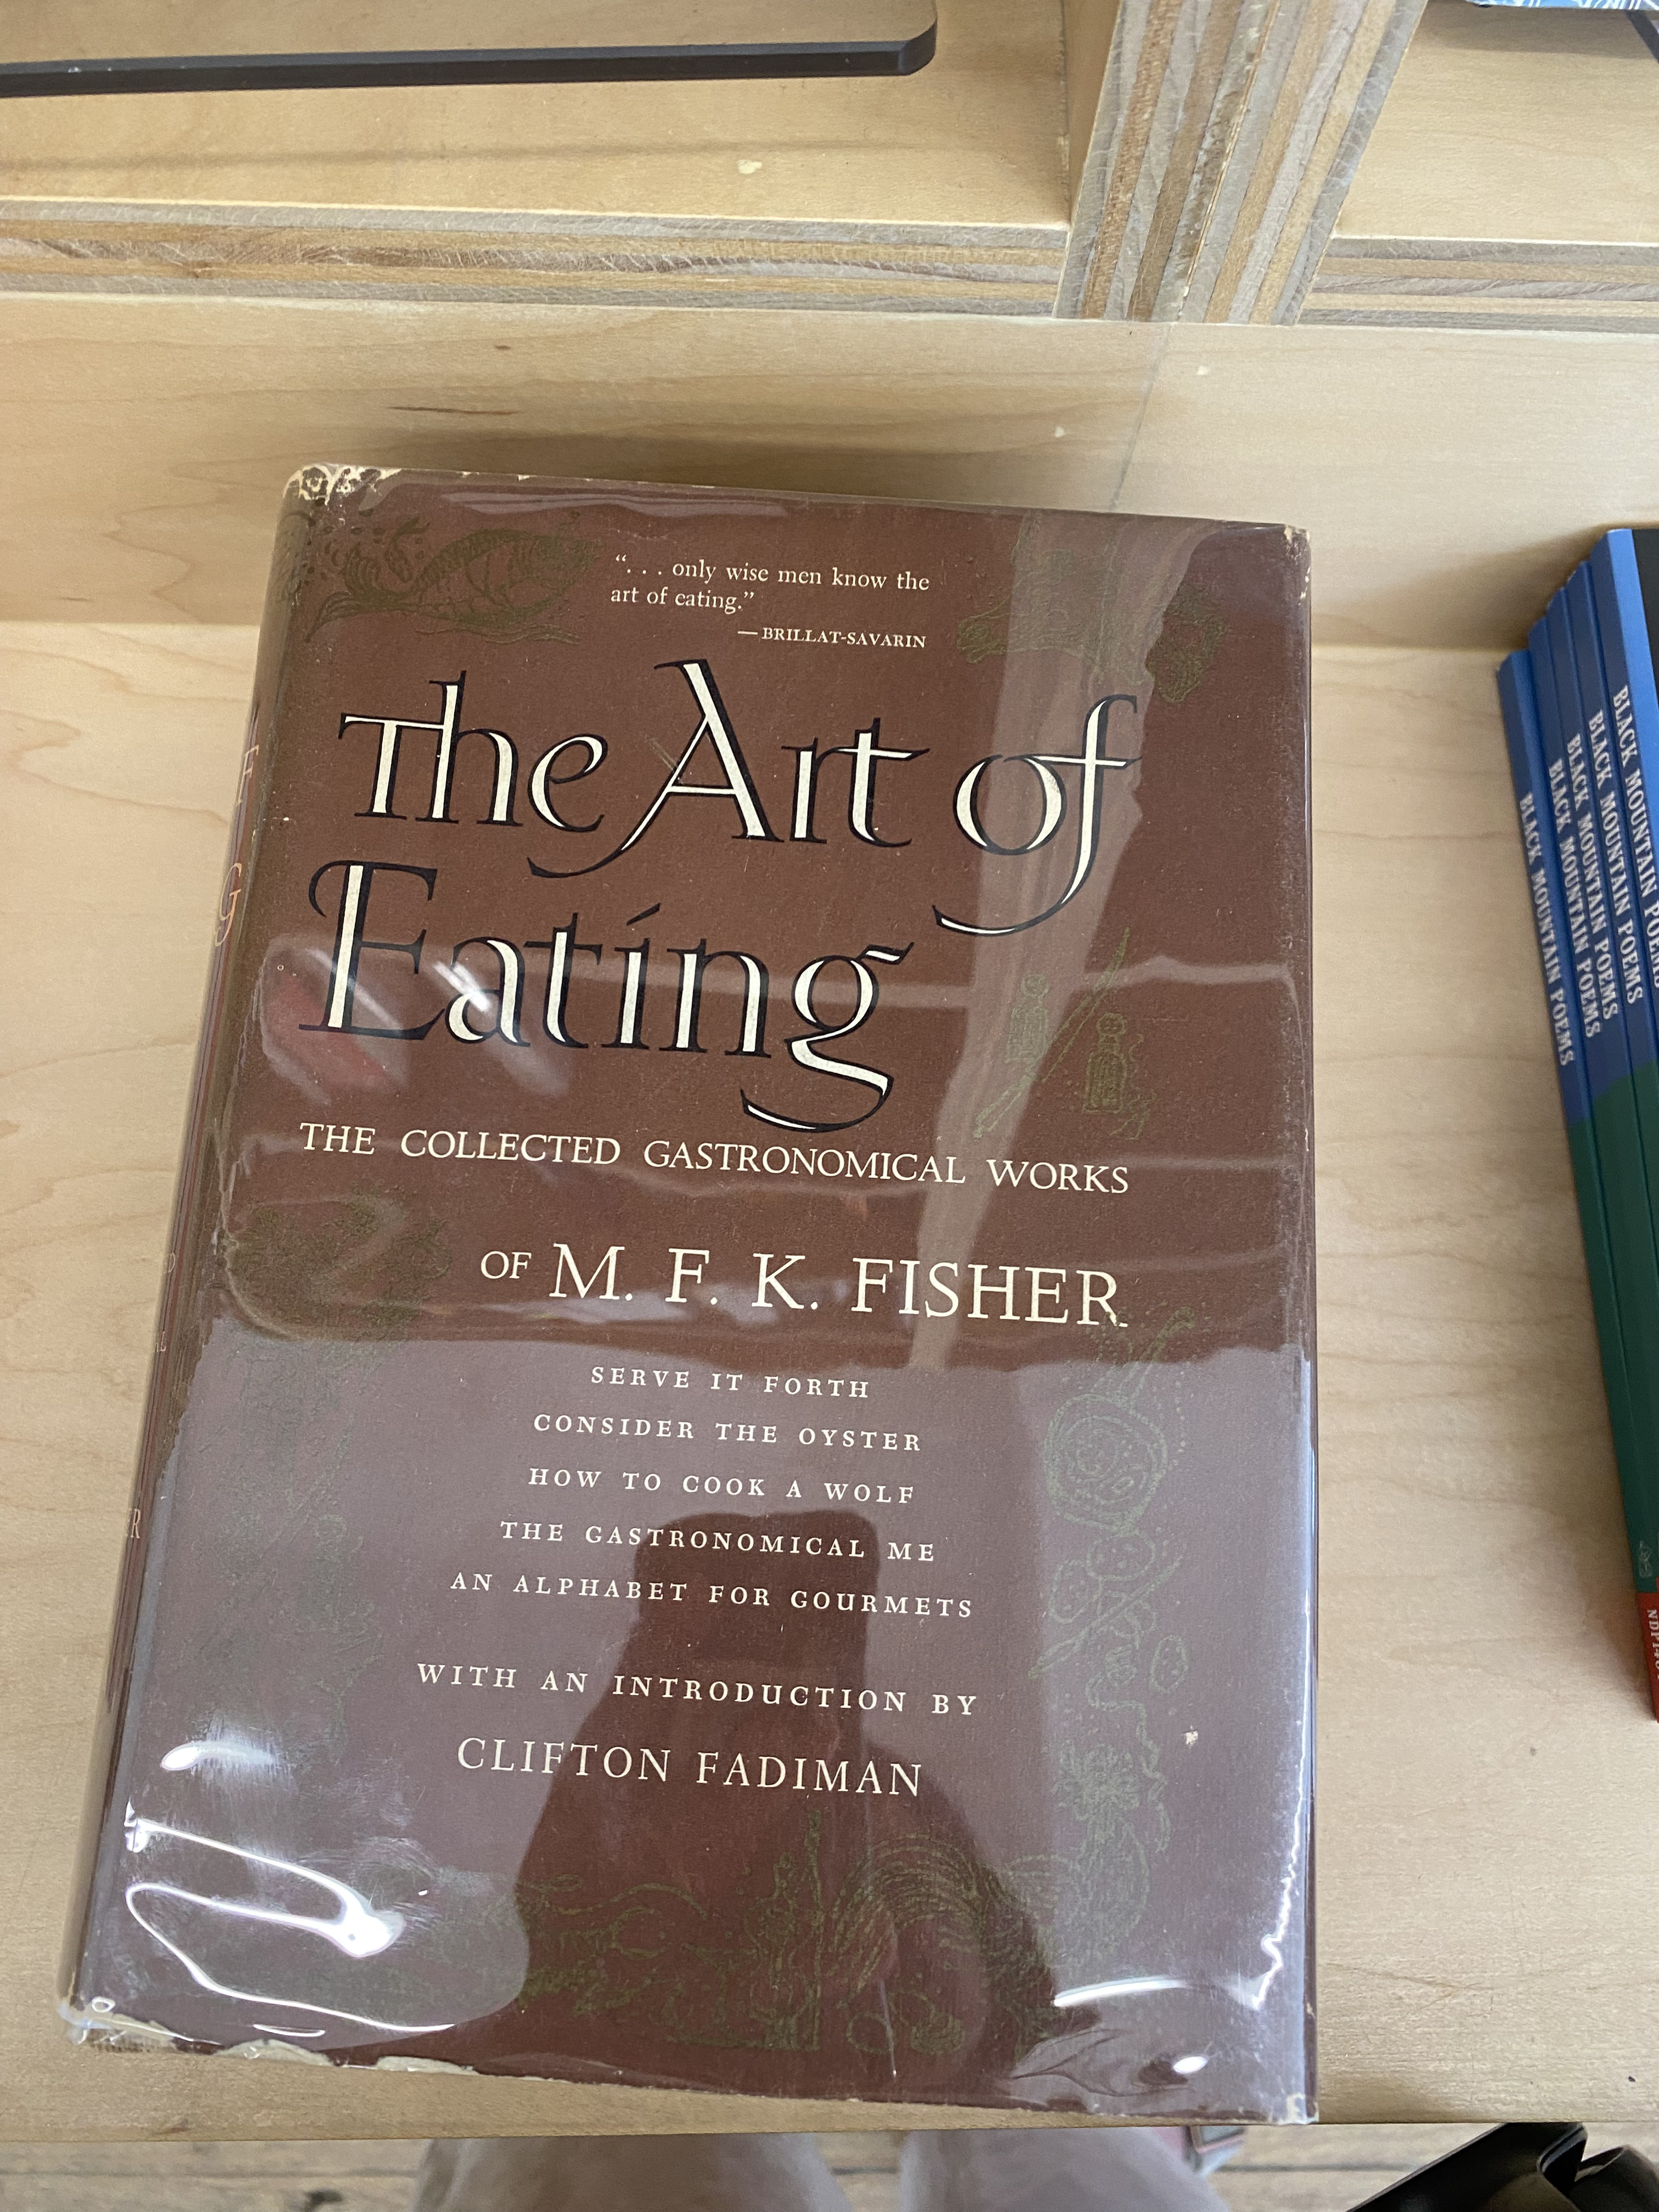 “. . . only wise men know the
art of eating.”
— BRILLAT-SAVARIN
The Art of
Eating
THE COLLECTED GASTRONOMICAL WORKS
OF M. F. K. FISHER
SERVE IT FORTH
CONSIDER THE OYSTER
HOW TO COOK A WOLF
THE GASTRONOMICAL ME
AN ALPHABET FOR GOURMETS
WITH AN INTRODUCTION BY
CLIFTON FADIMAN
BLACK MOUNTAIN POEMS
BLACK MOUNTAIN POEMS
BLACK MOUNTAIN POEMS
BLACK MOUNTAIN POEMS
BLACK MOUNTAIN POEMS